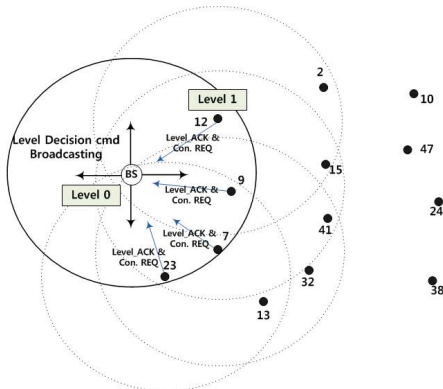 2
10
Level 1
12
Level Decision cmd
Broadcasting
Level_ACK &
Con. REQ
47
15
BS
9
Level 0
Level_ACK &
Con. REQ
24
41
7
Level_ACK &
Con. REQ
Level_ACK &
Con. REQ
23
32
38
13